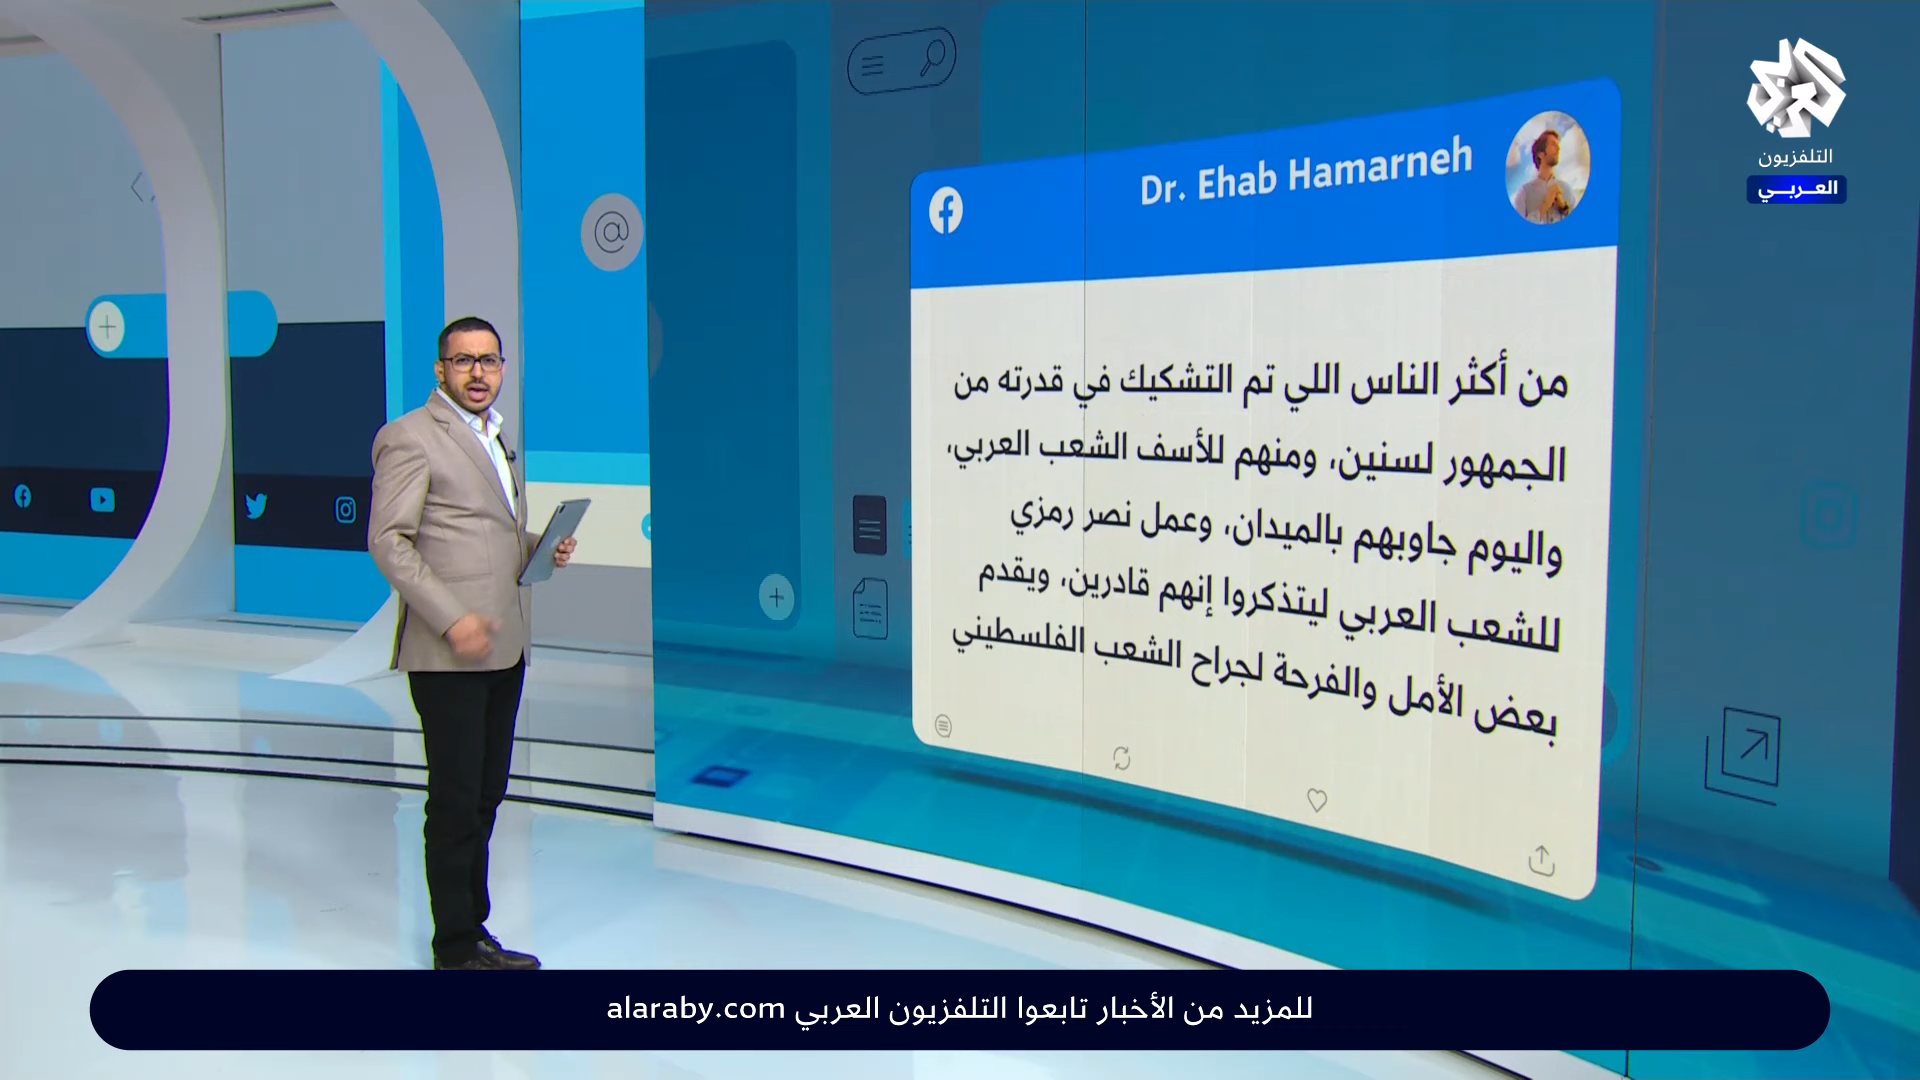 التلفزيون
العربي
Dr. Ehab Hamarneh
من أكثر الناس اللي تم التشكيك في قدرته من
الجمهور لسنين، ومنهم للأسف الشعب العربي،
واليوم جاوبهم بالميدان، وعمل نصر رمزي
للشعب العربي ليتذكروا إنهم قادرين، ويقدم
بعض الأمل والفرحة لجراح الشعب الفلسطيني
للمزيد من الأخبار تابعوا التلفزيون العربي alaraby.com